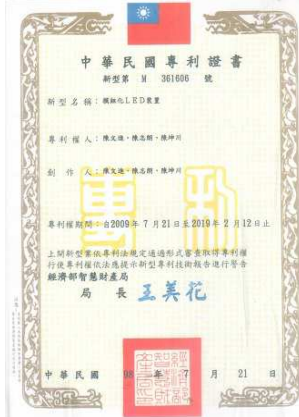 中華民國專利證書
新型第 M 361606 號
新型名稱：模組化LED裝置
專利權人：陳文進、陳志朗、陳坤川
創作人：陳文進、陳志朗、陳坤川
專利
專利權期間：自2009年7月21日至2019年2月12日止
上開新型業依專利法規定通過形式審查取得專利權
行使專利權依法應提示新型專利技術報告進行警告
經濟部智慧財產局
局長 王美花
中華民國 98 年 7 月 21 日